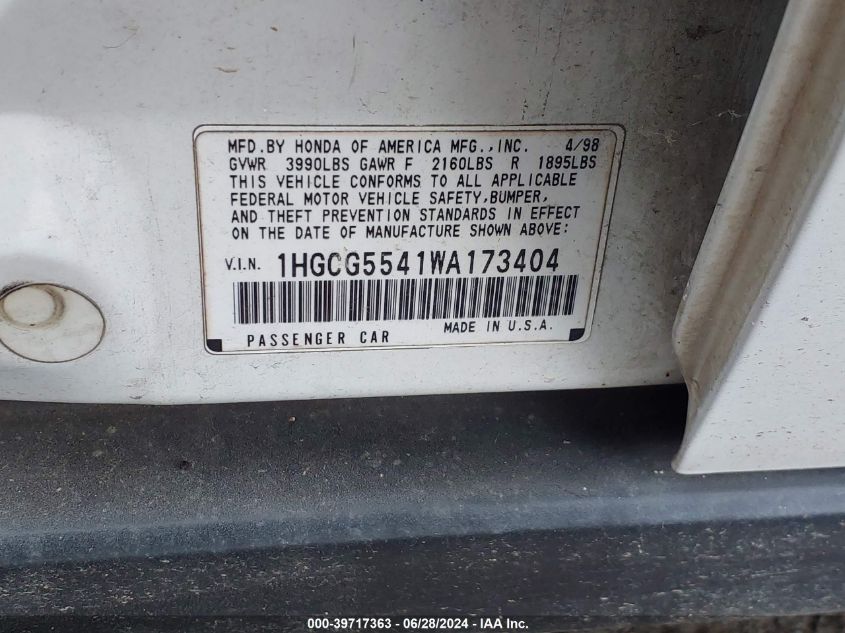 MFD.BY HONDA OF AMERICA MFG.,INC. 4/98
GVWR 3990LBS GAWR F 2160LBS R 1895LBS
THIS VEHICLE CONFORMS TO ALL APPLICABLE
FEDERAL MOTOR VEHICLE SAFETY,BUMPER,
AND THEFT PREVENTION STANDARDS IN EFFECT
ON THE DATE OF MANUFACTURE SHOWN ABOVE:
V.I.N. 1HGCG5541WA173404
PASSENGER CAR MADE IN U.S.A.
000-39717363 - 06/28/2024 - IAA Inc.